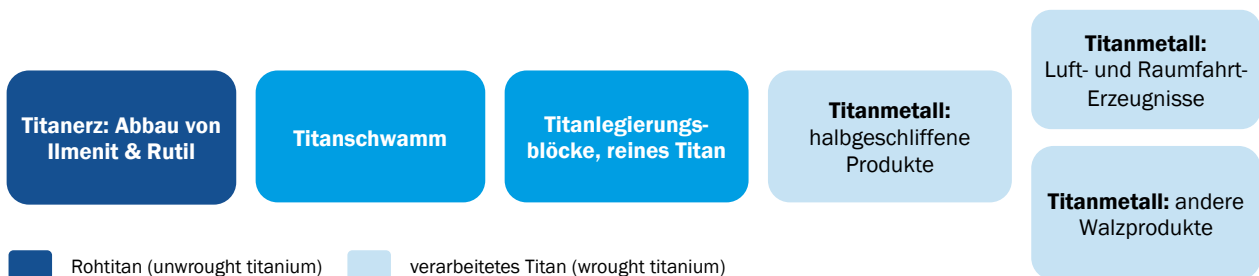 Titanerz: Abbau von
Ilmenit & Rutil
Titanschwamm
Titanlegierungs-
blöcke, reines Titan
Titanmetall:
halbgeschliffene
Produkte
Titanmetall:
Luft- und Raumfahrt-
Erzeugnisse
Titanmetall: andere
Walzprodukte
Rohtitan (unwrought titanium)
verarbeitetes Titan (wrought titanium)